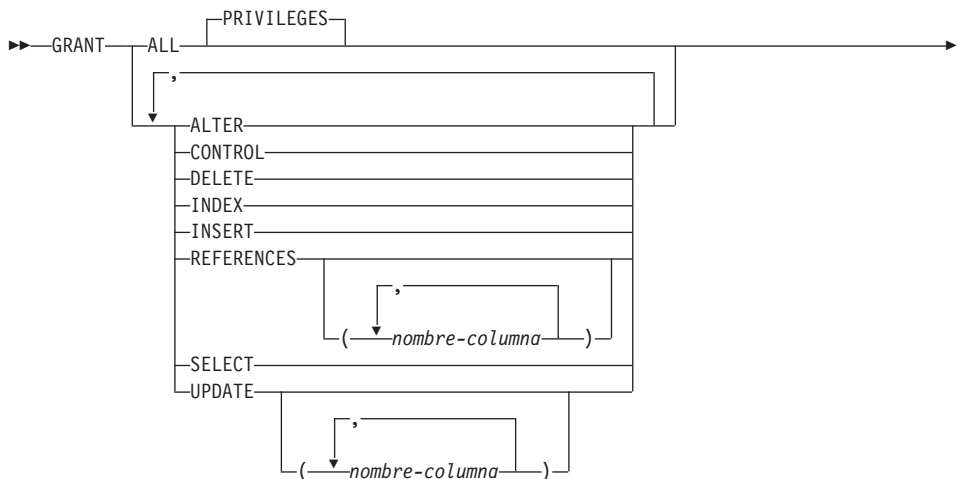 PRIVILEGES
GRANT ALL
,
ALTER
CONTROL
DELETE
INDEX
INSERT
REFERENCES
,
( nombre-columna )
SELECT
UPDATE
,
( nombre-columna )